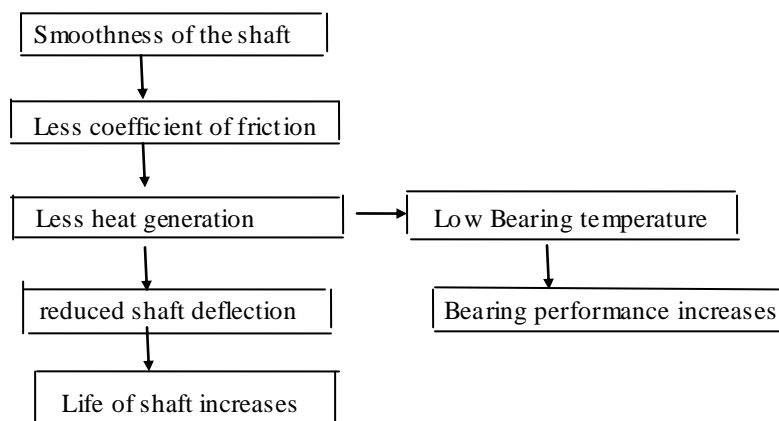 Smoothness of the shaft
Less coefficient of friction
Less heat generation
Low Bearing temperature
reduced shaft deflection
Bearing performance increases
Life of shaft increases